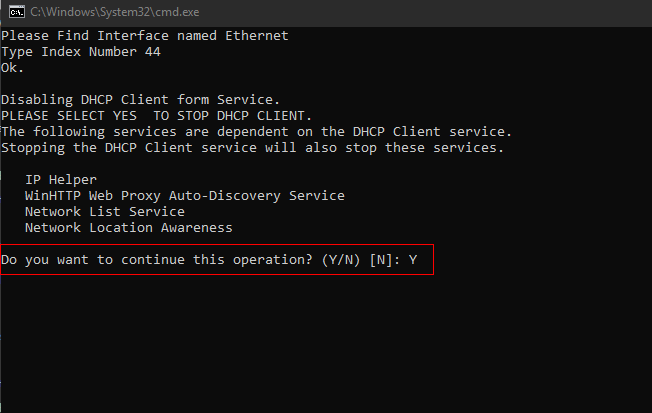 C:\Windows\System32\cmd.exe
Please Find Interface named Ethernet
Type Index Number 44
Ok.
Disabling DHCP Client form Service.
PLEASE SELECT YES  TO STOP DHCP CLIENT.
The following services are dependent on the DHCP Client service.
Stopping the DHCP Client service will also stop these services.
IP Helper
WinHTTP Web Proxy Auto-Discovery Service
Network List Service
Network Location Awareness
Do you want to continue this operation? (Y/N) [N]: Y